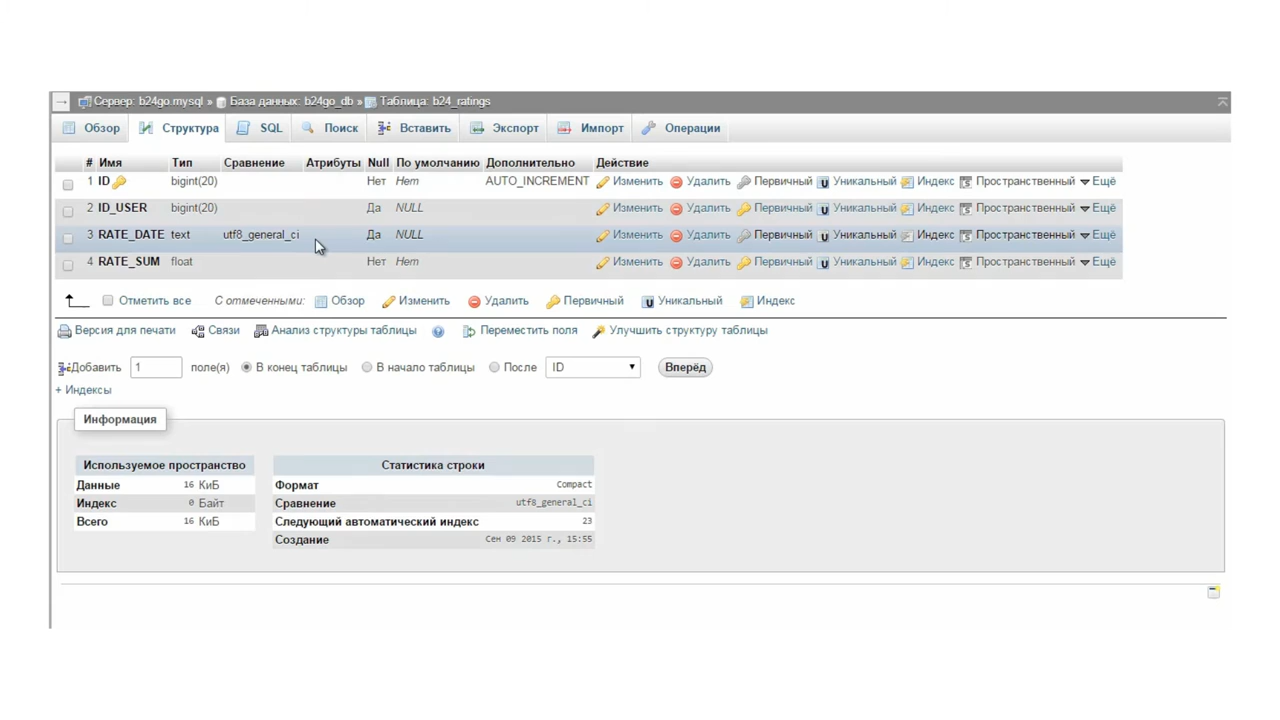 Сервер: b24go.mysql » База данных: b24go_db » Таблица: b24_ratings
Обзор Структура SQL Поиск Вставить Экспорт Импорт Операции
# Имя Тип Сравнение Атрибуты Null По умолчанию Дополнительно Действие
1 ID bigint(20) Нет Нет AUTO_INCREMENT Изменить Удалить Первичный Уникальный Индекс Пространственный Ещё
2 ID_USER bigint(20) Да NULL Изменить Удалить Первичный Уникальный Индекс Пространственный Ещё
3 RATE_DATE text utf8_general_ci Да NULL Изменить Удалить Первичный Уникальный Индекс Пространственный Ещё
4 RATE_SUM float Нет Нет Изменить Удалить Первичный Уникальный Индекс Пространственный Ещё
Отметить все С отмеченными: Обзор Изменить Удалить Первичный Уникальный Индекс
Версия для печати Связи Анализ структуры таблицы Переместить поля Улучшить структуру таблицы
Добавить 1 поле(я) В конец таблицы В начало таблицы После ID Вперёд
+ Индексы
Информация
Используемое пространство
Данные 16 КиБ
Индекс 0 Байт
Всего 16 КиБ
Статистика строки
Формат Compact
Сравнение utf8_general_ci
Следующий автоматический индекс 23
Создание Сен 09 2015 г., 15:55